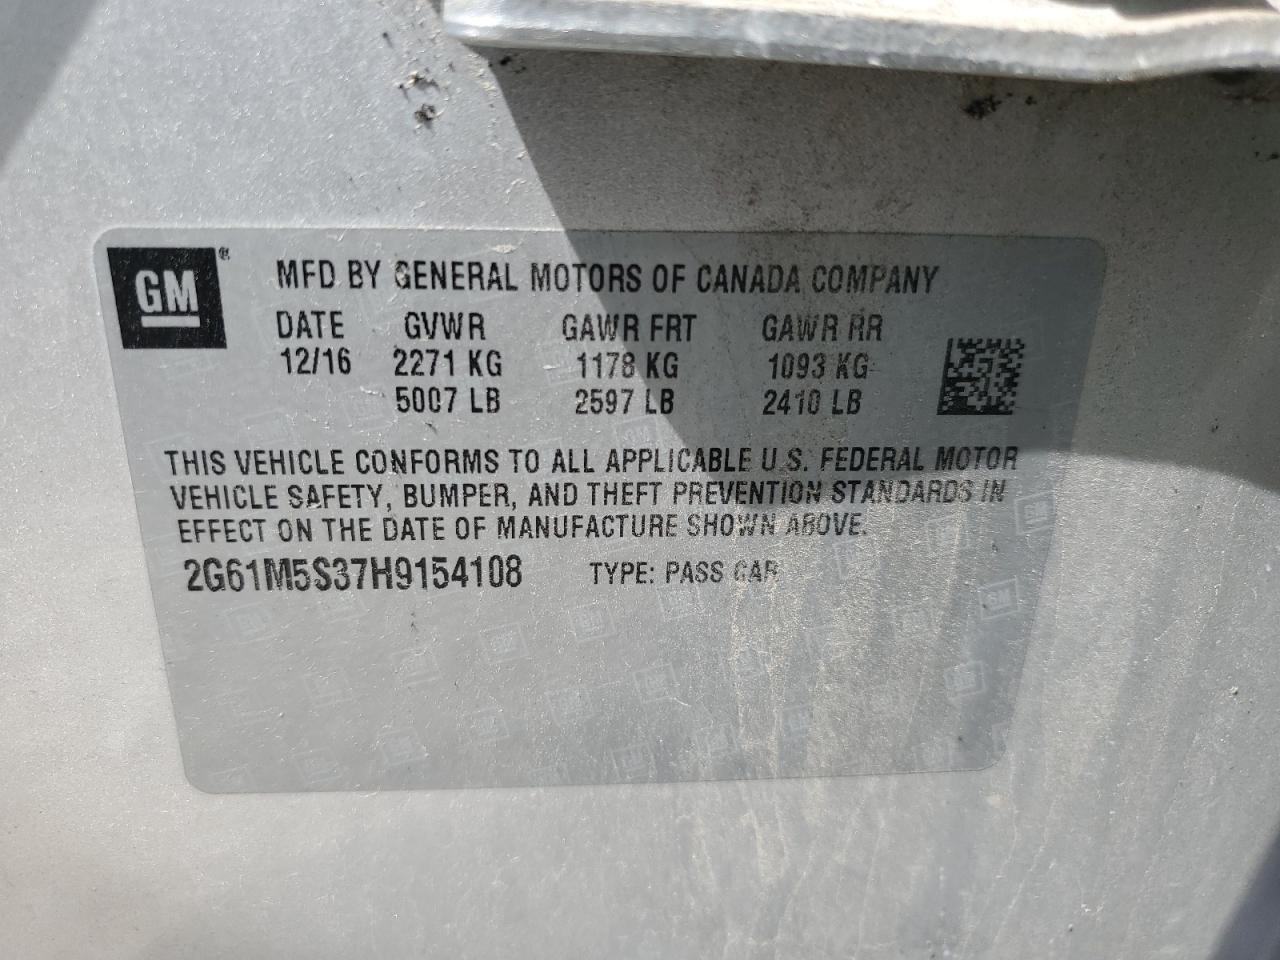 GM®
MFD BY GENERAL MOTORS OF CANADA COMPANY
DATE GVWR GAWR FRT GAWR RR
12/16 2271 KG 1178 KG 1093 KG
5007 LB 2597 LB 2410 LB
THIS VEHICLE CONFORMS TO ALL APPLICABLE U.S. FEDERAL MOTOR
VEHICLE SAFETY, BUMPER, AND THEFT PREVENTION STANDARDS IN
EFFECT ON THE DATE OF MANUFACTURE SHOWN ABOVE.
2G61M5S37H9154108 TYPE: PASS CAR